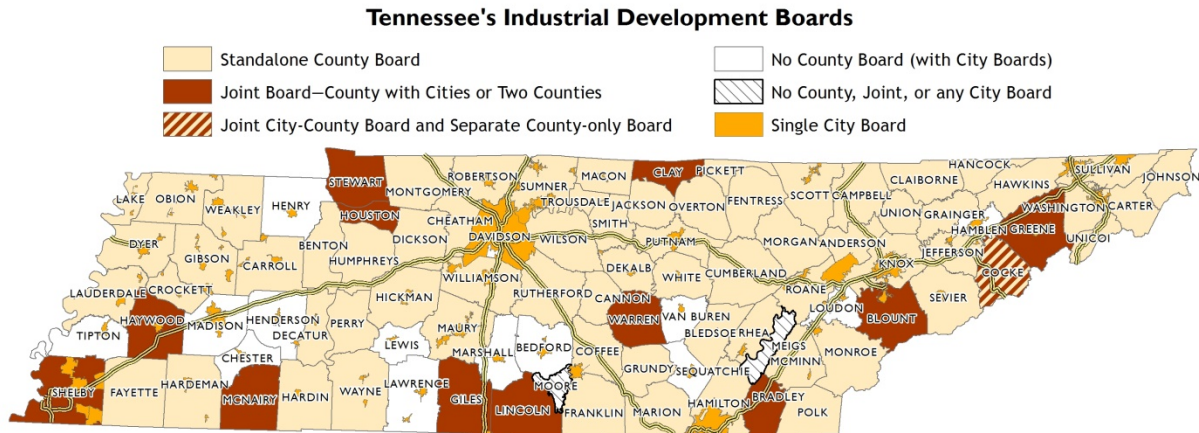 Tennessee's Industrial Development Boards
Standalone County Board
No County Board (with City Boards)
Joint Board—County with Cities or Two Counties
No County, Joint, or any City Board
Joint City-County Board and Separate County-only Board
Single City Board
LAKE
OBION
WEAKLEY
HENRY
STEWART
MONTGOMERY
ROBERTSON
SUMNER
MACON
CLAY
PICKETT
SCOTT
CAMPBELL
CLAIBORNE
HANCOCK
HAWKINS
SULLIVAN
JOHNSON
HOUSTON
CHEATHAM
TROUSDALE
JACKSON
OVERTON
FENTRESS
UNION
GRAINGER
HAMBLEN
WASHINGTON
GREENE
CARTER
UNICOI
DYER
GIBSON
CARROLL
BENTON
HUMPHREYS
DICKSON
DAVIDSON
WILSON
SMITH
PUTNAM
MORGAN
ANDERSON
KNOX
JEFFERSON
COCKE
LAUDERDALE
CROCKETT
WILLIAMSON
RUTHERFORD
DEKALB
WHITE
CUMBERLAND
ROANE
LOUDON
BLOUNT
SEVIER
TIPTON
HAYWOOD
MADISON
HENDERSON
DECATUR
PERRY
HICKMAN
MAURY
CANNON
WARREN
VAN BUREN
BLEDSOE
RHEA
MEIGS
MCMINN
MONROE
CHESTER
LEWIS
MARSHALL
BEDFORD
COFFEE
GRUNDY
SEQUATCHIE
SHELBY
FAYETTE
HARDEMAN
MCNAIRY
HARDIN
WAYNE
LAWRENCE
GILES
LINCOLN
MOORE
FRANKLIN
MARION
HAMILTON
BRADLEY
POLK